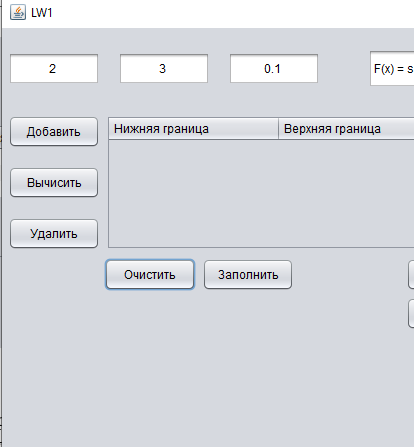 LW1
2 3 0.1 F(x) = s
Добавить Нижняя граница Верхняя граница
Вычисить
Удалить
Очистить Заполнить